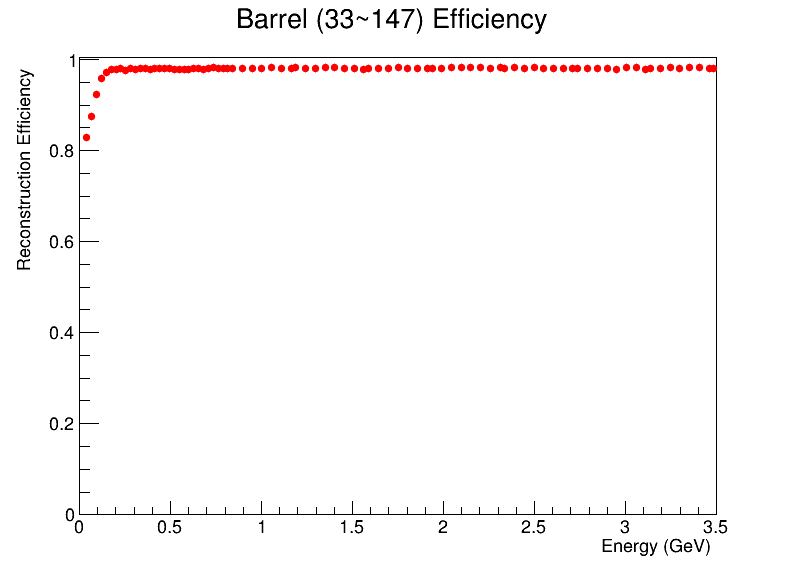 Barrel (33~147) Efficiency
Reconstruction Efficiency
1
0.8
0.6
0.4
0.2
0
0 0.5 1 1.5 2 2.5 3 3.5
Energy (GeV)